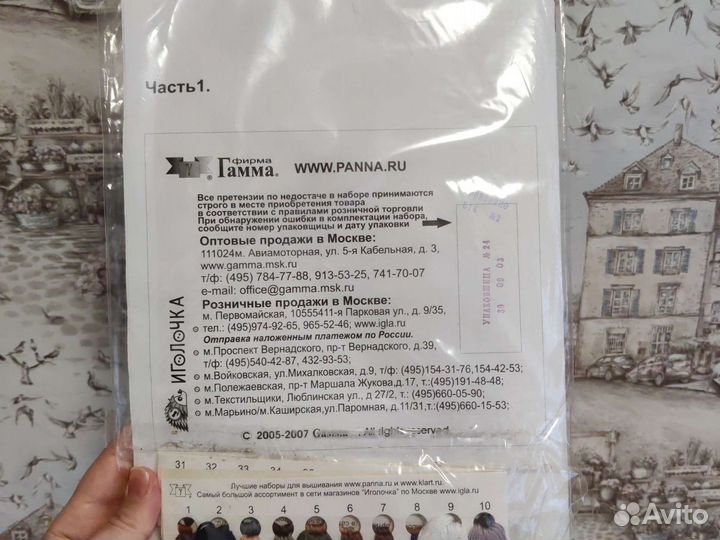 Часть1.
фирма
Гамма® WWW.PANNA.RU
Все претензии по недостаче в наборе принимаются
строго в месте приобретения товара
в соответствии с правилами розничной торговли
При обнаружении ошибки в комплектации набора,
сообщите номер упаковщицы и дату упаковки
Оптовые продажи в Москве:
111024м. Авиамоторная, ул. 5-я Кабельная, д. 3,
www.gamma.msk.ru
т/ф: (495) 784-77-88, 913-53-25, 741-70-07
e-mail: office@gamma.msk.ru
УПАКОВЩИЦА №24
ИГОЛОЧКА
Розничные продажи в Москве:
м. Первомайская, 10555411-я Парковая ул., д. 9/35,
тел.: (495)974-92-65, 965-52-46; www.igla.ru
Отправка наложенным платежом по России.
м.Проспект Вернадского, пр-т Вернадского, д.39,
т/ф: (495)540-42-87, 432-93-53;
м.Войковская, ул.Михалковская, д.9, т/ф:(495)154-31-76,154-42-53;
м.Полежаевская, пр-т Маршала Жукова,д.17, т.:(495)191-48-48;
м.Текстильщики, Люблинская ул., д 27/2, т.:(495)660-05-90;
м.Марьино/м.Каширская,ул.Паромная, д.11/31,т.:(495)660-15-53;
© 2005-2007 All rights reserved
31 32 33
Лучшие наборы для вышивания www.panna.ru и www.klart.ru.
Самый большой ассортимент в сети магазинов "Иголочка" по Москве www.igla.ru
1 2 3 4 5 6 7 8 9 10
Avito